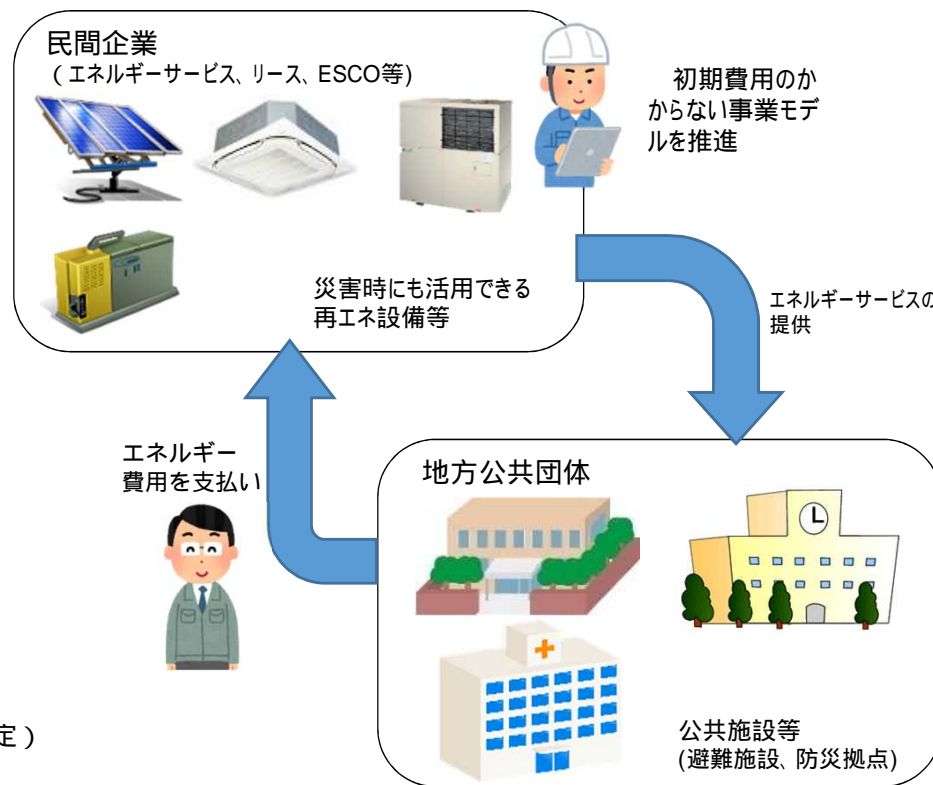 民間企業
（エネルギーサービス、リース、ESCO等)
初期費用のか
からない事業モデ
ルを推進
災害時にも活用できる
再エネ設備等
エネルギーサービスの
提供
エネルギー
費用を支払い
地方公共団体
公共施設等
(避難施設、防災拠点)
定）